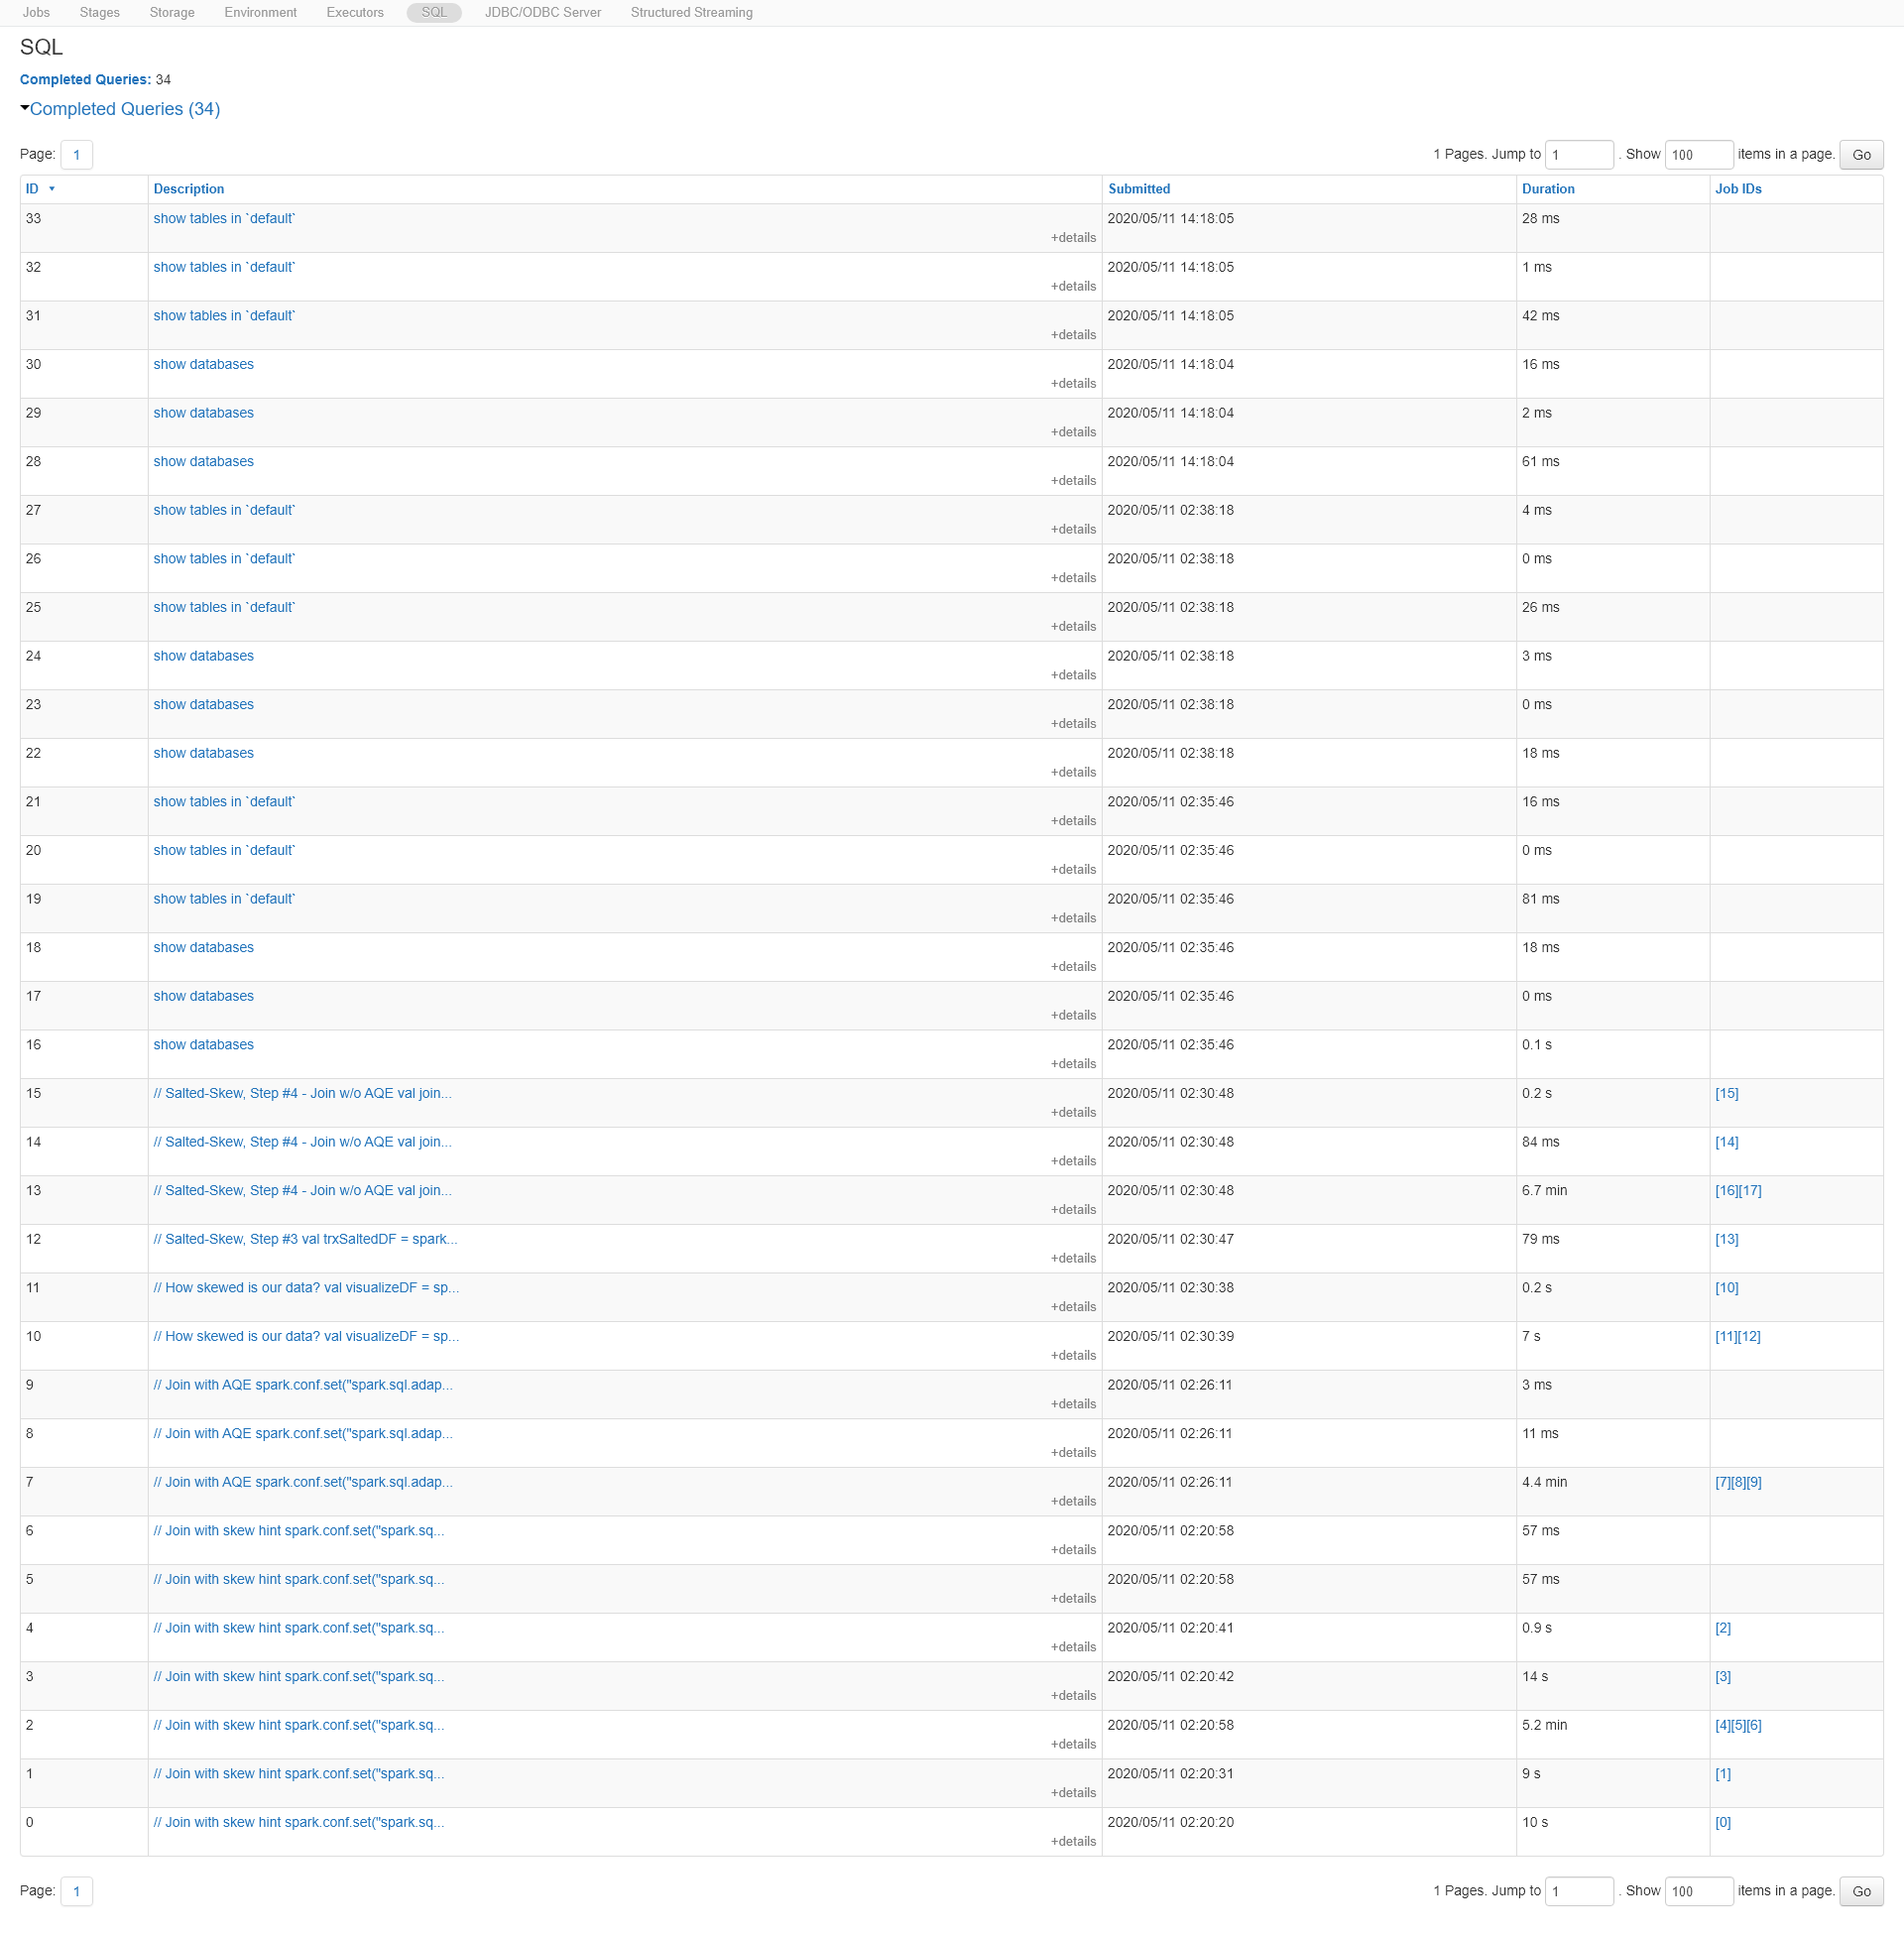 Jobs Stages Storage Environment Executors SQL JDBC/ODBC Server Structured Streaming
SQL
Completed Queries: 34
Completed Queries (34)
Page: 1 1 Pages. Jump to 1 . Show 100 items in a page. Go
ID Description Submitted Duration Job IDs
33 show tables in `default` 2020/05/11 14:18:05 28 ms
+details
32 show tables in `default` 2020/05/11 14:18:05 1 ms
+details
31 show tables in `default` 2020/05/11 14:18:05 42 ms
+details
30 show databases 2020/05/11 14:18:04 16 ms
+details
29 show databases 2020/05/11 14:18:04 2 ms
+details
28 show databases 2020/05/11 14:18:04 61 ms
+details
27 show tables in `default` 2020/05/11 02:38:18 4 ms
+details
26 show tables in `default` 2020/05/11 02:38:18 0 ms
+details
25 show tables in `default` 2020/05/11 02:38:18 26 ms
+details
24 show databases 2020/05/11 02:38:18 3 ms
+details
23 show databases 2020/05/11 02:38:18 0 ms
+details
22 show databases 2020/05/11 02:38:18 18 ms
+details
21 show tables in `default` 2020/05/11 02:35:46 16 ms
+details
20 show tables in `default` 2020/05/11 02:35:46 0 ms
+details
19 show tables in `default` 2020/05/11 02:35:46 81 ms
+details
18 show databases 2020/05/11 02:35:46 18 ms
+details
17 show databases 2020/05/11 02:35:46 0 ms
+details
16 show databases 2020/05/11 02:35:46 0.1 s
+details
15 // Salted-Skew, Step #4 - Join w/o AQE val join... 2020/05/11 02:30:48 0.2 s [15]
+details
14 // Salted-Skew, Step #4 - Join w/o AQE val join... 2020/05/11 02:30:48 84 ms [14]
+details
13 // Salted-Skew, Step #4 - Join w/o AQE val join... 2020/05/11 02:30:48 6.7 min [16][17]
+details
12 // Salted-Skew, Step #3 val trxSaltedDF = spark... 2020/05/11 02:30:47 79 ms [13]
+details
11 // How skewed is our data? val visualizeDF = sp... 2020/05/11 02:30:38 0.2 s [10]
+details
10 // How skewed is our data? val visualizeDF = sp... 2020/05/11 02:30:39 7 s [11][12]
+details
9 // Join with AQE spark.conf.set("spark.sql.adap... 2020/05/11 02:26:11 3 ms
+details
8 // Join with AQE spark.conf.set("spark.sql.adap... 2020/05/11 02:26:11 11 ms
+details
7 // Join with AQE spark.conf.set("spark.sql.adap... 2020/05/11 02:26:11 4.4 min [7][8][9]
+details
6 // Join with skew hint spark.conf.set("spark.sq... 2020/05/11 02:20:58 57 ms
+details
5 // Join with skew hint spark.conf.set("spark.sq... 2020/05/11 02:20:58 57 ms
+details
4 // Join with skew hint spark.conf.set("spark.sq... 2020/05/11 02:20:41 0.9 s [2]
+details
3 // Join with skew hint spark.conf.set("spark.sq... 2020/05/11 02:20:42 14 s [3]
+details
2 // Join with skew hint spark.conf.set("spark.sq... 2020/05/11 02:20:58 5.2 min [4][5][6]
+details
1 // Join with skew hint spark.conf.set("spark.sq... 2020/05/11 02:20:31 9 s [1]
+details
0 // Join with skew hint spark.conf.set("spark.sq... 2020/05/11 02:20:20 10 s [0]
+details
Page: 1 1 Pages. Jump to 1 . Show 100 items in a page. Go